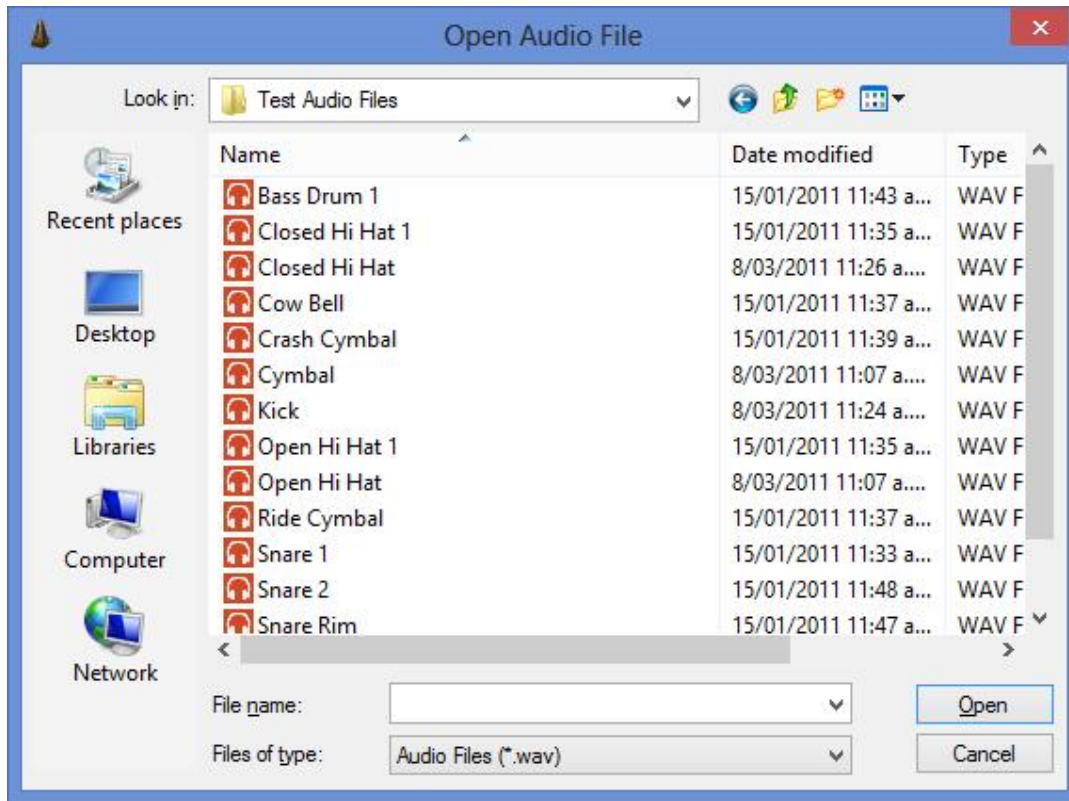 Open Audio File
Look in: Test Audio Files
Name Date modified Type
Recent places
Desktop
Libraries
Computer
Network
Bass Drum 1 15/01/2011 11:43 a... WAV F
Closed Hi Hat 1 15/01/2011 11:35 a... WAV F
Closed Hi Hat 8/03/2011 11:26 a.... WAV F
Cow Bell 15/01/2011 11:37 a... WAV F
Crash Cymbal 15/01/2011 11:39 a... WAV F
Cymbal 8/03/2011 11:07 a.... WAV F
Kick 8/03/2011 11:24 a.... WAV F
Open Hi Hat 1 15/01/2011 11:35 a... WAV F
Open Hi Hat 8/03/2011 11:07 a.... WAV F
Ride Cymbal 15/01/2011 11:37 a... WAV F
Snare 1 15/01/2011 11:33 a... WAV F
Snare 2 15/01/2011 11:48 a... WAV F
Snare Rim 15/01/2011 11:47 a... WAV F
File name: Open
Files of type: Audio Files (*.wav) Cancel